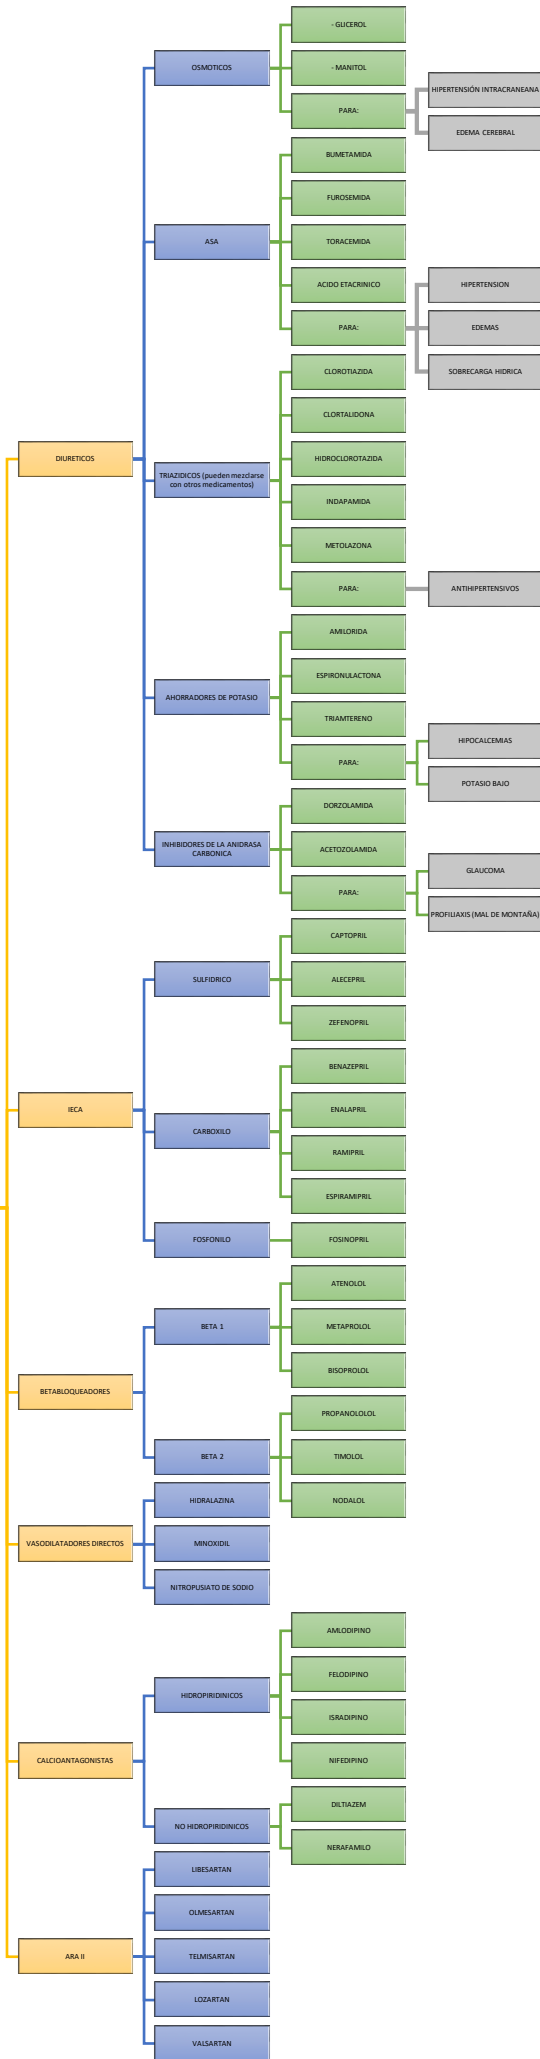 DIURETICOS
OSMOTICOS
- GLICEROL
- MANITOL
PARA:
HIPERTENSIÓN INTRACRANEANA
EDEMA CEREBRAL
ASA
BUMETAMIDA
FUROSEMIDA
TORACEMIDA
ACIDO ETACRINICO
PARA:
HIPERTENSION
EDEMAS
SOBRECARGA HIDRICA
TRIAZIDICOS (pueden mezclarse
con otros medicamentos)
CLOROTIAZIDA
CLORTALIDONA
HIDROCLOROTAZIDA
INDAPAMIDA
METOLAZONA
PARA:
ANTIHIPERTENSIVOS
AHORRADORES DE POTASIO
AMILORIDA
ESPIRONULACTONA
TRIAMTERENO
PARA:
HIPOCALCEMIAS
POTASIO BAJO
INHIBIDORES DE LA ANIDRASA
CARBONICA
DORZOLAMIDA
ACETOZOLAMIDA
PARA:
GLAUCOMA
PROFILIAXIS (MAL DE MONTAÑA)
IECA
SULFIDRICO
CAPTOPRIL
ALECEPRIL
ZEFENOPRIL
CARBOXILO
BENAZEPRIL
ENALAPRIL
RAMIPRIL
ESPIRAMIPRIL
FOSFONILO
FOSINOPRIL
BETABLOQUEADORES
BETA 1
ATENOLOL
METAPROLOL
BISOPROLOL
BETA 2
PROPANOLOLOL
TIMOLOL
NODALOL
VASODILATADORES DIRECTOS
HIDRALAZINA
MINOXIDIL
NITROPUSIATO DE SODIO
CALCIOANTAGONISTAS
HIDROPIRIDINICOS
AMLODIPINO
FELODIPINO
ISRADIPINO
NIFEDIPINO
NO HIDROPIRIDINICOS
DILTIAZEM
NERAFAMILO
ARA II
LIBESARTAN
OLMESARTAN
TELMISARTAN
LOZARTAN
VALSARTAN